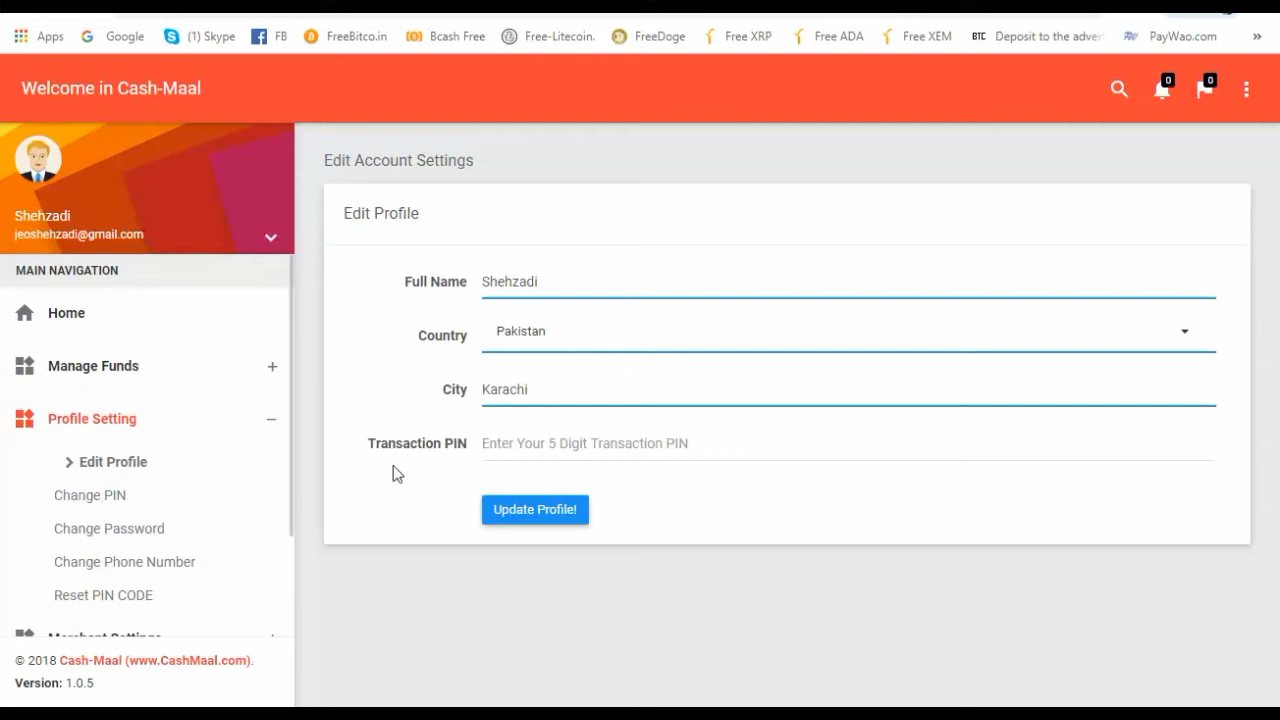 Apps Google (1) Skype FB FreeBitco.in Bcash Free Free-Litecoin. FreeDoge Free XRP Free ADA Free XEM BTC Deposit to the adver PayWao.com »
Welcome in Cash-Maal
0 0
Shehzadi
jeoshehzadi@gmail.com
MAIN NAVIGATION
Home
Manage Funds +
Profile Setting −
Edit Profile
Change PIN
Change Password
Change Phone Number
Reset PIN CODE
Merchant Settings
© 2018 Cash-Maal (www.CashMaal.com).
Version: 1.0.5
Edit Account Settings
Edit Profile
Full Name Shehzadi
Country Pakistan
City Karachi
Transaction PIN Enter Your 5 Digit Transaction PIN
Update Profile!